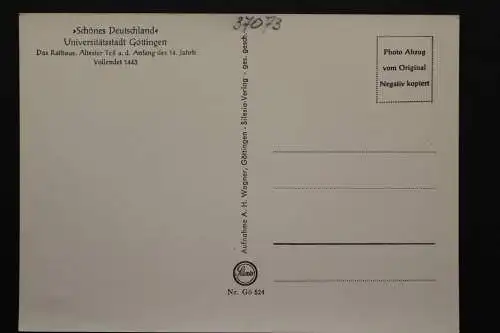 »Schönes Deutschland«
Universitätsstadt Göttingen
Das Rathaus. Ältester Teil a. d. Anfang des 14. Jahrh
Vollendet 1443
37073
Aufnahme A. H. Wagner, Göttingen - Silesia-Verlag - ges. gesch.
Photo Abzug
vom Original
Negativ kopiert
Silesia
Nr. Gö 524